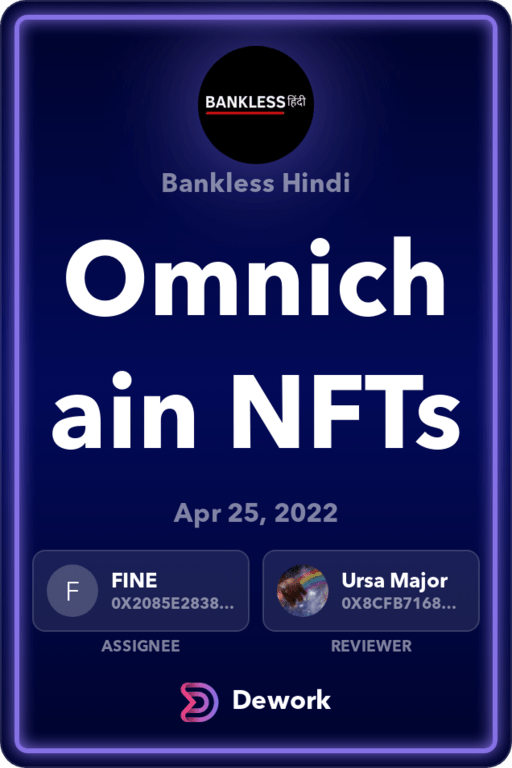 BANKLESS हिंदी
Bankless Hindi
Omnich
ain NFTs
Apr 25, 2022
F
FINE
0X2085E2838...
ASSIGNEE
Ursa Major
0X8CFB7168...
REVIEWER
Dework